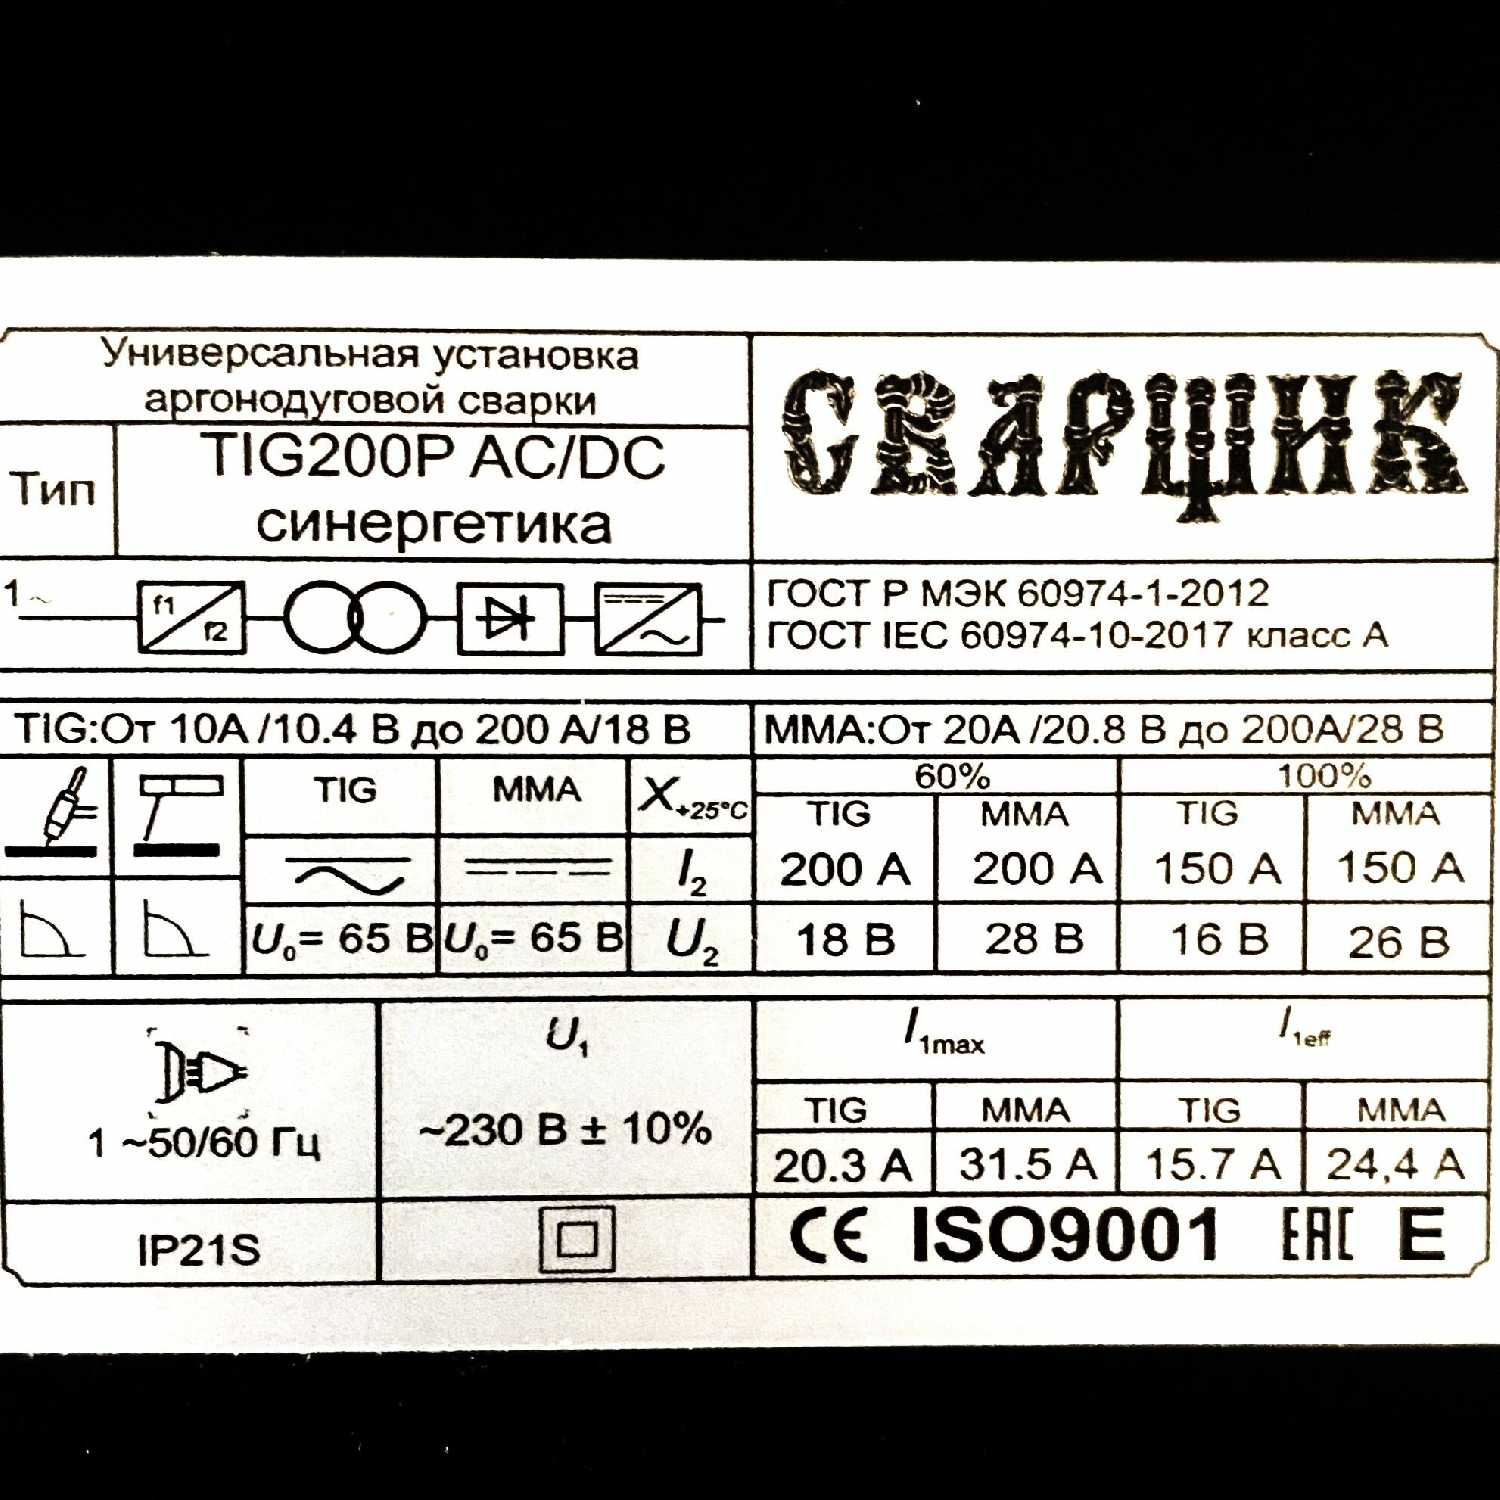 Универсальная установка
аргонодуговой сварки
Тип
TIG200P AC/DC
синергетика
СВАРЩИК
1~
f1
f2
ГОСТ Р МЭК 60974-1-2012
ГОСТ IEC 60974-10-2017 класс А
TIG:От 10А /10.4 В до 200 А/18 В
ММА:От 20А /20.8 В до 200А/28 В
TIG
MMA
X+25°C
60%
100%
TIG
MMA
TIG
MMA
I2
200 А
200 А
150 А
150 А
U0= 65 В
U0= 65 В
U2
18 В
28 В
16 В
26 В
1 ~50/60 Гц
U1
~230 В ± 10%
I1max
I1eff
TIG
MMA
TIG
MMA
20.3 А
31.5 А
15.7 А
24,4 А
IP21S
CE ISO9001 EAC E